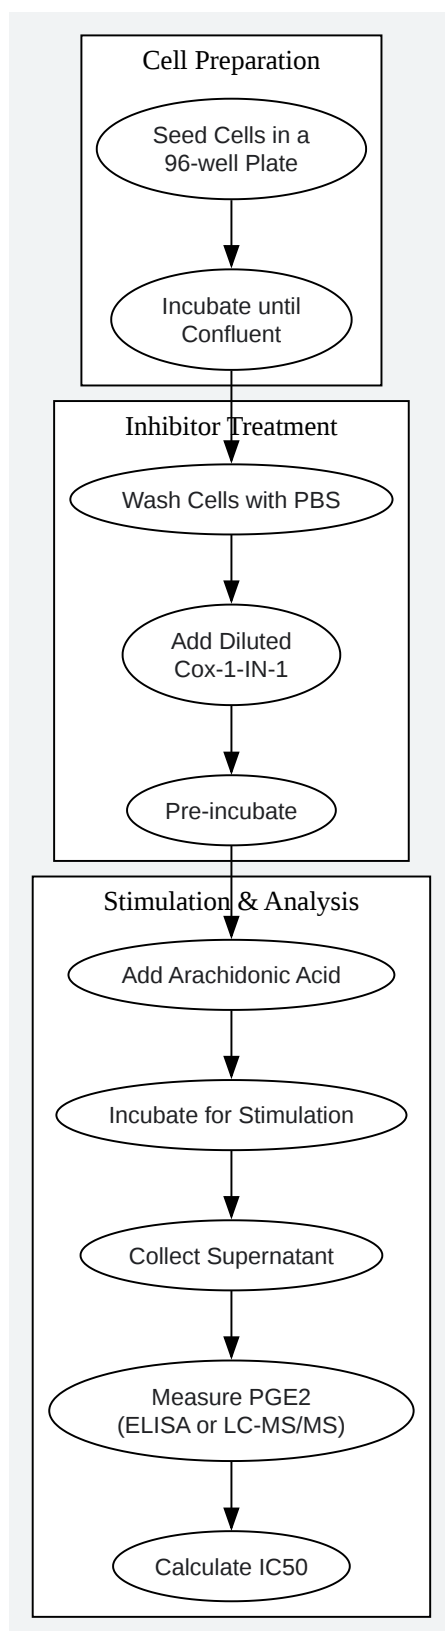 Cell Preparation
Seed Cells in a
96-well Plate
Incubate until
Confluent
Inhibitor Treatment
Wash Cells with PBS
Add Diluted
Cox-1-IN-1
Pre-incubate
Stimulation & Analysis
Add Arachidonic Acid
Incubate for Stimulation
Collect Supernatant
Measure PGE2
(ELISA or LC-MS/MS)
Calculate IC50